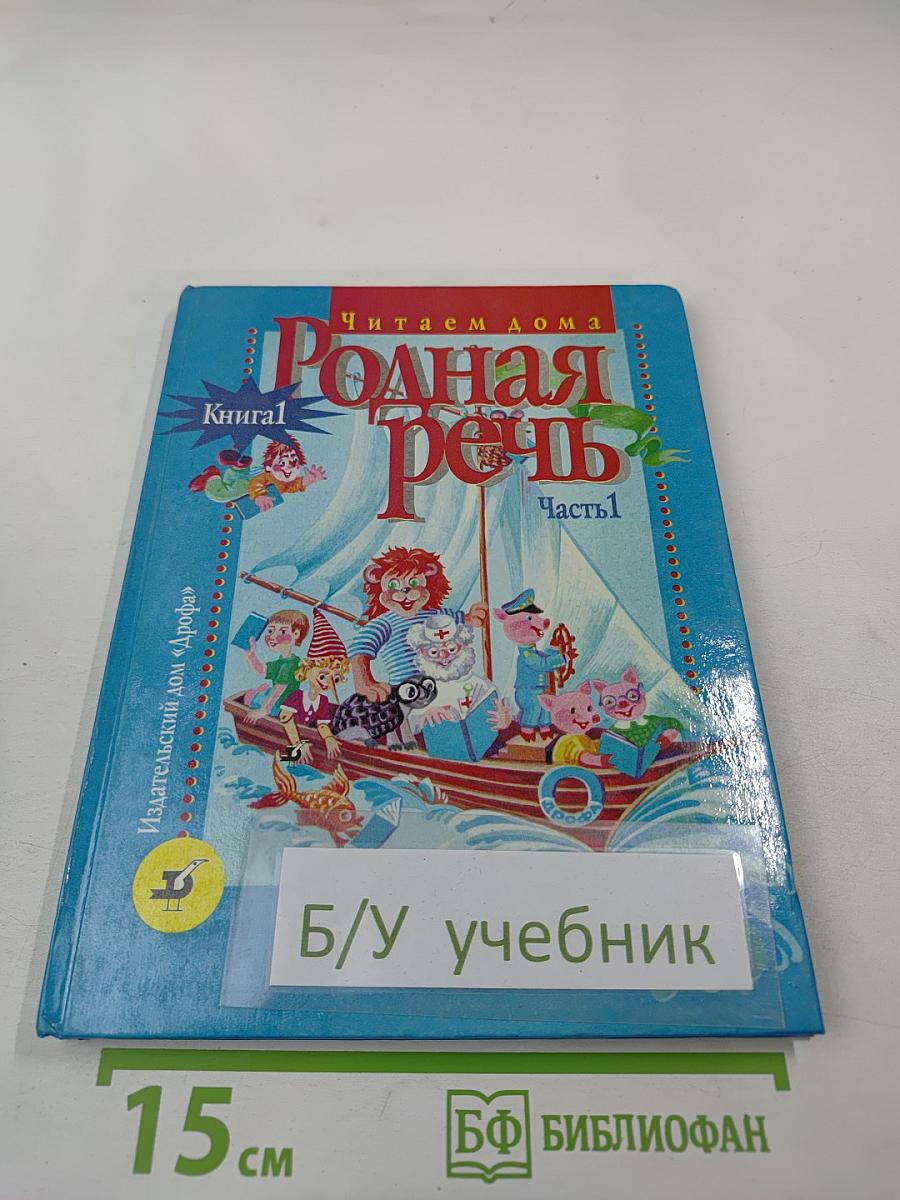 Читаем дома
Родная
речь
Книга1
Часть1
Издательский дом «Дрофа»
ДРОФА
Б/У учебник
15 см
БФ БИБЛИОФАН